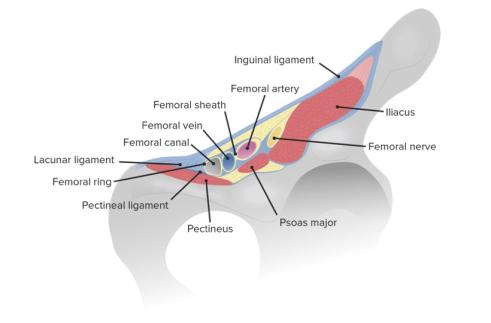 Inguinal ligament
Femoral artery
Femoral sheath
Iliacus
Femoral vein
Femoral canal
Femoral nerve
Lacunar ligament
Femoral ring
Pectineal ligament
Psoas major
Pectineus